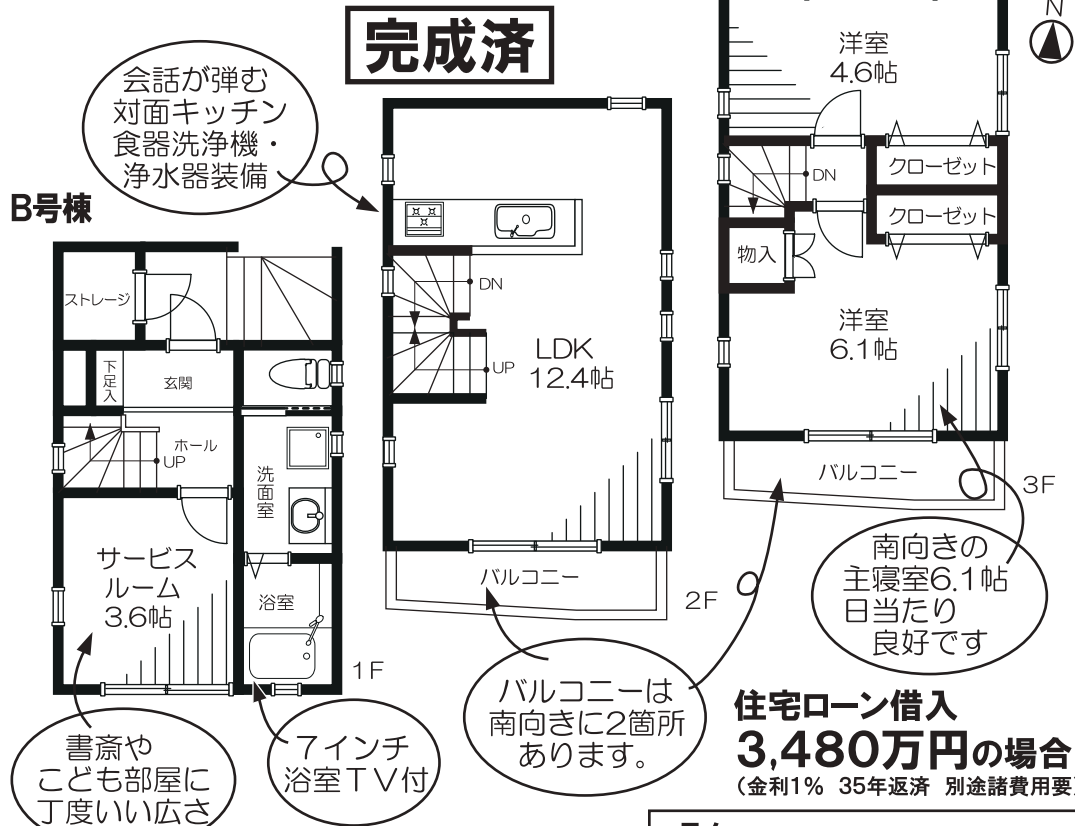 完成済
会話が弾む
対面キッチン
食器洗浄機・
浄水器装備
B号棟
ストレージ
下足入
玄関
ホール
UP
洗面室
サービス
ルーム
3.6帖
浴室
1F
書斎や
こども部屋に
丁度いい広さ
7インチ
浴室TV付
DN
UP
LDK
12.4帖
バルコニー
2F
バルコニーは
南向きに2箇所
あります。
N
洋室
4.6帖
DN
クローゼット
クローゼット
物入
洋室
6.1帖
バルコニー
3F
南向きの
主寝室6.1帖
日当たり
良好です
住宅ローン借入
3,480万円の場合
(金利1% 35年返済 別途諸費用要)